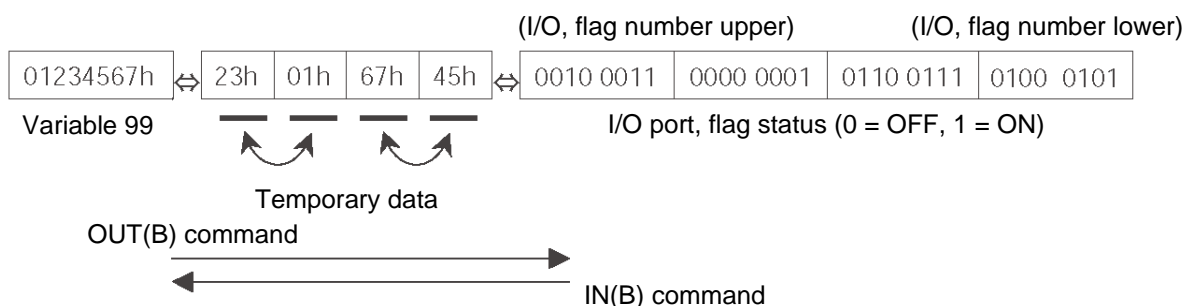 (I/O, flag number upper) (I/O, flag number lower)
01234567h ⇔ 23h 01h 67h 45h ⇔ 0010 0011 0000 0001 0110 0111 0100 0101
Variable 99 I/O port, flag status (0 = OFF, 1 = ON)
Temporary data
OUT(B) command
IN(B) command